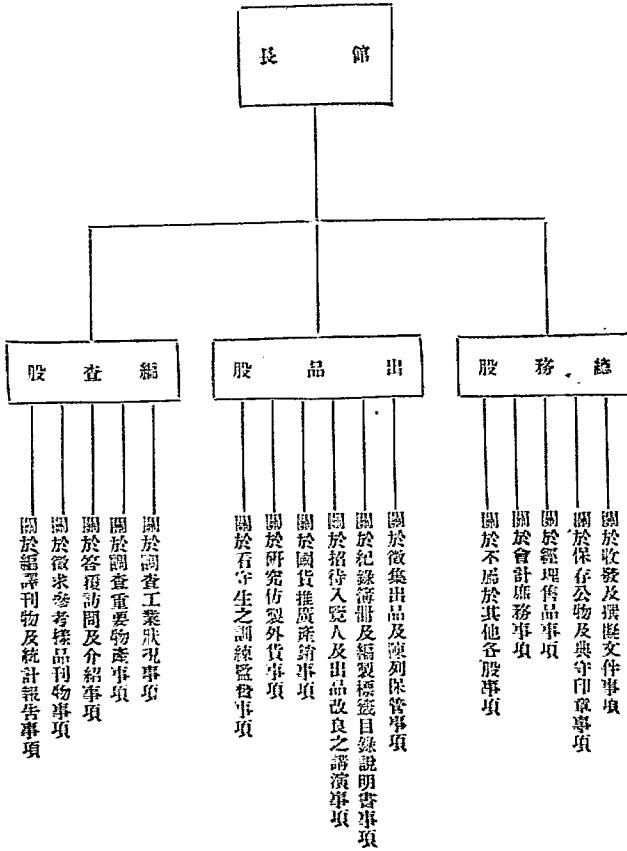 館長
總務股
關於收發及撰擬文件事項
關於保存公物及典守印章事項
關於經理售品事項
關於會計庶務事項
關於不屬於其他各股事項
出品股
關於徵集出品及陳列保管事項
關於紀錄簿册及編製標籤目錄說明書事項
關於招待入覽人及出品改良之講演事項
關於國貨推廣產銷事項
關於研究仿製外貨事項
關於看守生之訓練監督事項
編查股
關於調查工業狀況事項
關於調查重要物產事項
關於答覆訪問及介紹事項
關於徵求參考樣品刊物事項
關於編譯刊物及統計報告事項